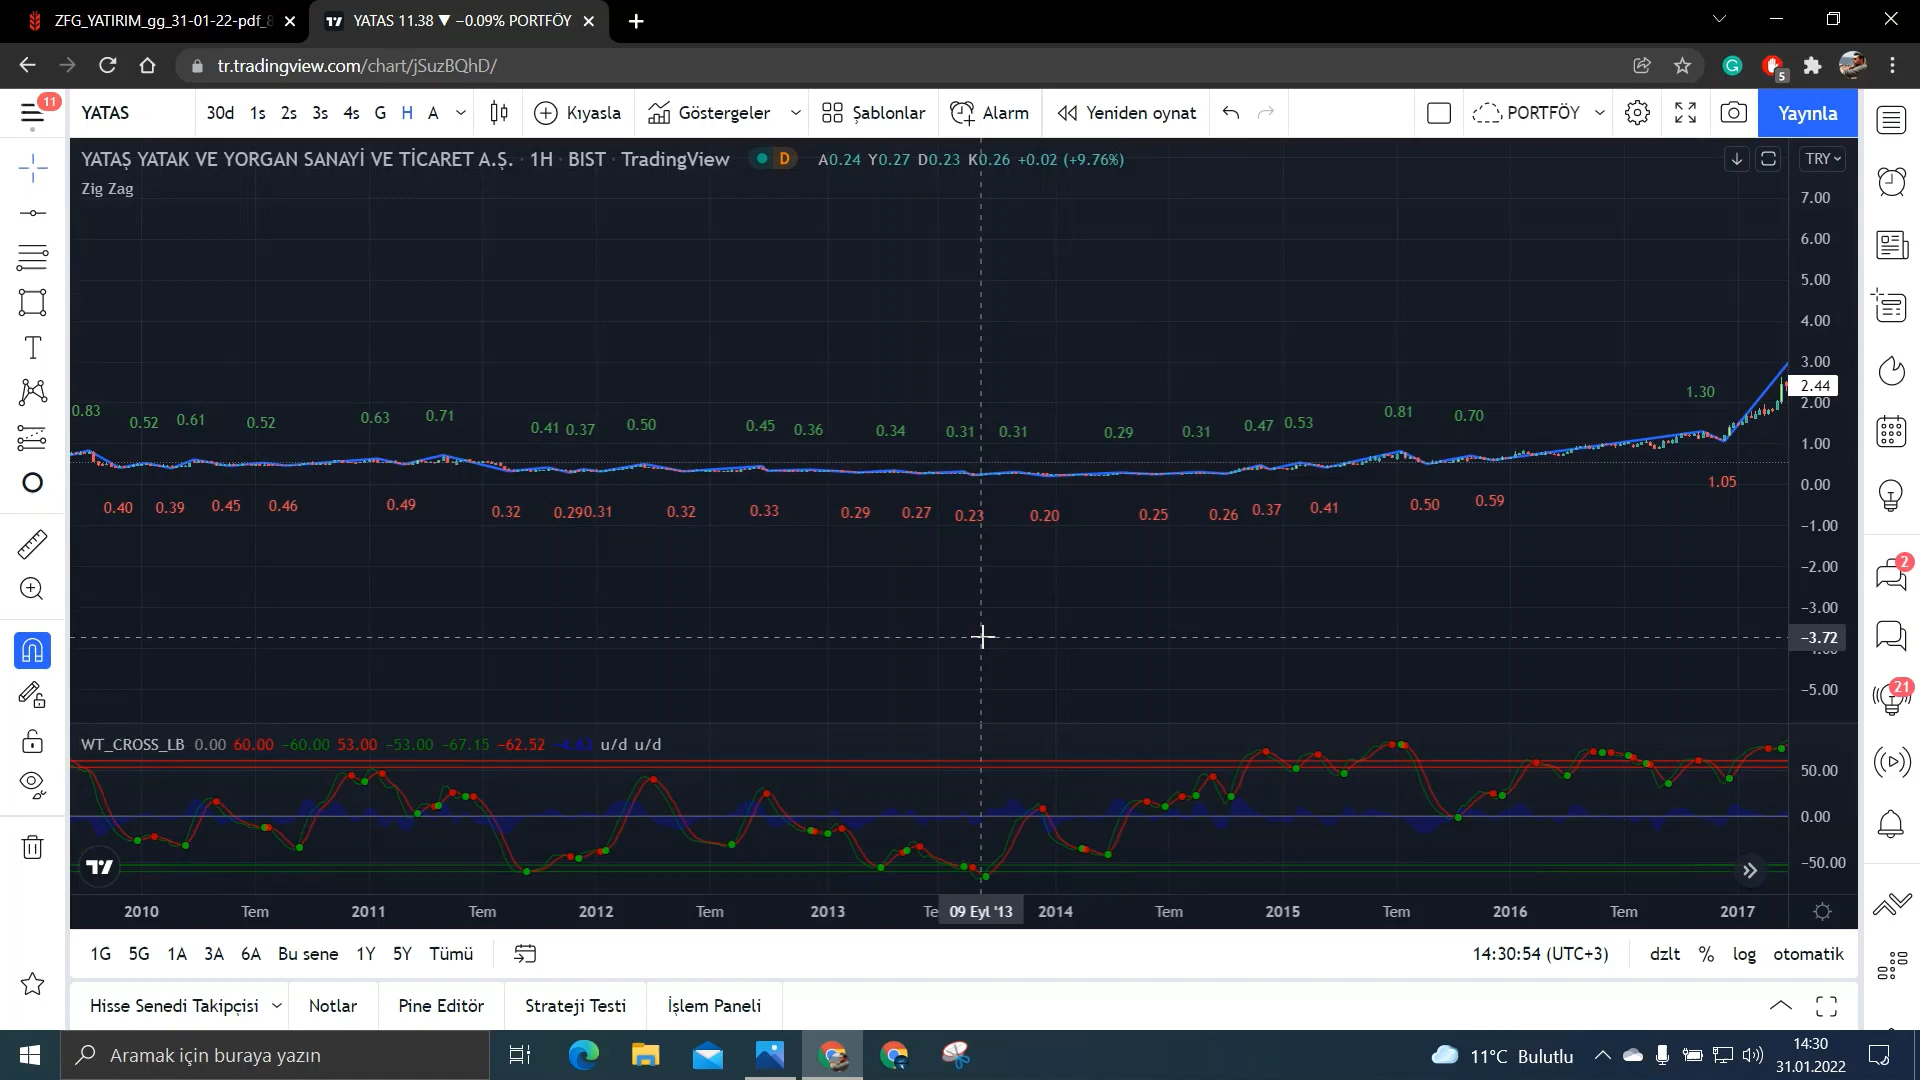 ZFG_YATIRIM_gg_31-01-22-pdf_8
YATAS 11.38 ▼ −0.09% PORTFÖY
tr.tradingview.com/chart/jSuzBQhD/
5
11
YATAS
30d 1s 2s 3s 4s G H A
Kıyasla
Göstergeler
Şablonlar
Alarm
Yeniden oynat
PORTFÖY
Yayınla
YATAŞ YATAK VE YORGAN SANAYİ VE TİCARET A.Ş. · 1H · BIST · TradingView
D
A0.24 Y0.27 D0.23 K0.26 +0.02 (+9.76%)
TRY
Zig Zag
7.00
6.00
5.00
4.00
3.00
2.44
2.00
1.00
0.00
−1.00
−2.00
−3.00
−3.72
−5.00
0.83 0.52 0.61 0.52 0.63 0.71 0.41 0.37 0.50 0.45 0.36 0.34 0.31 0.31 0.29 0.31 0.47 0.53 0.81 0.70 1.30
0.40 0.39 0.45 0.46 0.49 0.32 0.29 0.31 0.32 0.33 0.29 0.27 0.23 0.20 0.25 0.26 0.37 0.41 0.50 0.59 1.05
2
21
WT_CROSS_LB 0.00 60.00 −60.00 53.00 −53.00 −67.15 −62.52 −4.63 u/d u/d
50.00
0.00
−50.00
2010 Tem 2011 Tem 2012 Tem 2013 Te 09 Eyl '13 2014 Tem 2015 Tem 2016 Tem 2017
1G 5G 1A 3A 6A Bu sene 1Y 5Y Tümü
14:30:54 (UTC+3)
dzlt % log otomatik
Hisse Senedi Takipçisi
Notlar
Pine Editör
Strateji Testi
İşlem Paneli
Aramak için buraya yazın
11°C Bulutlu
14:30
31.01.2022